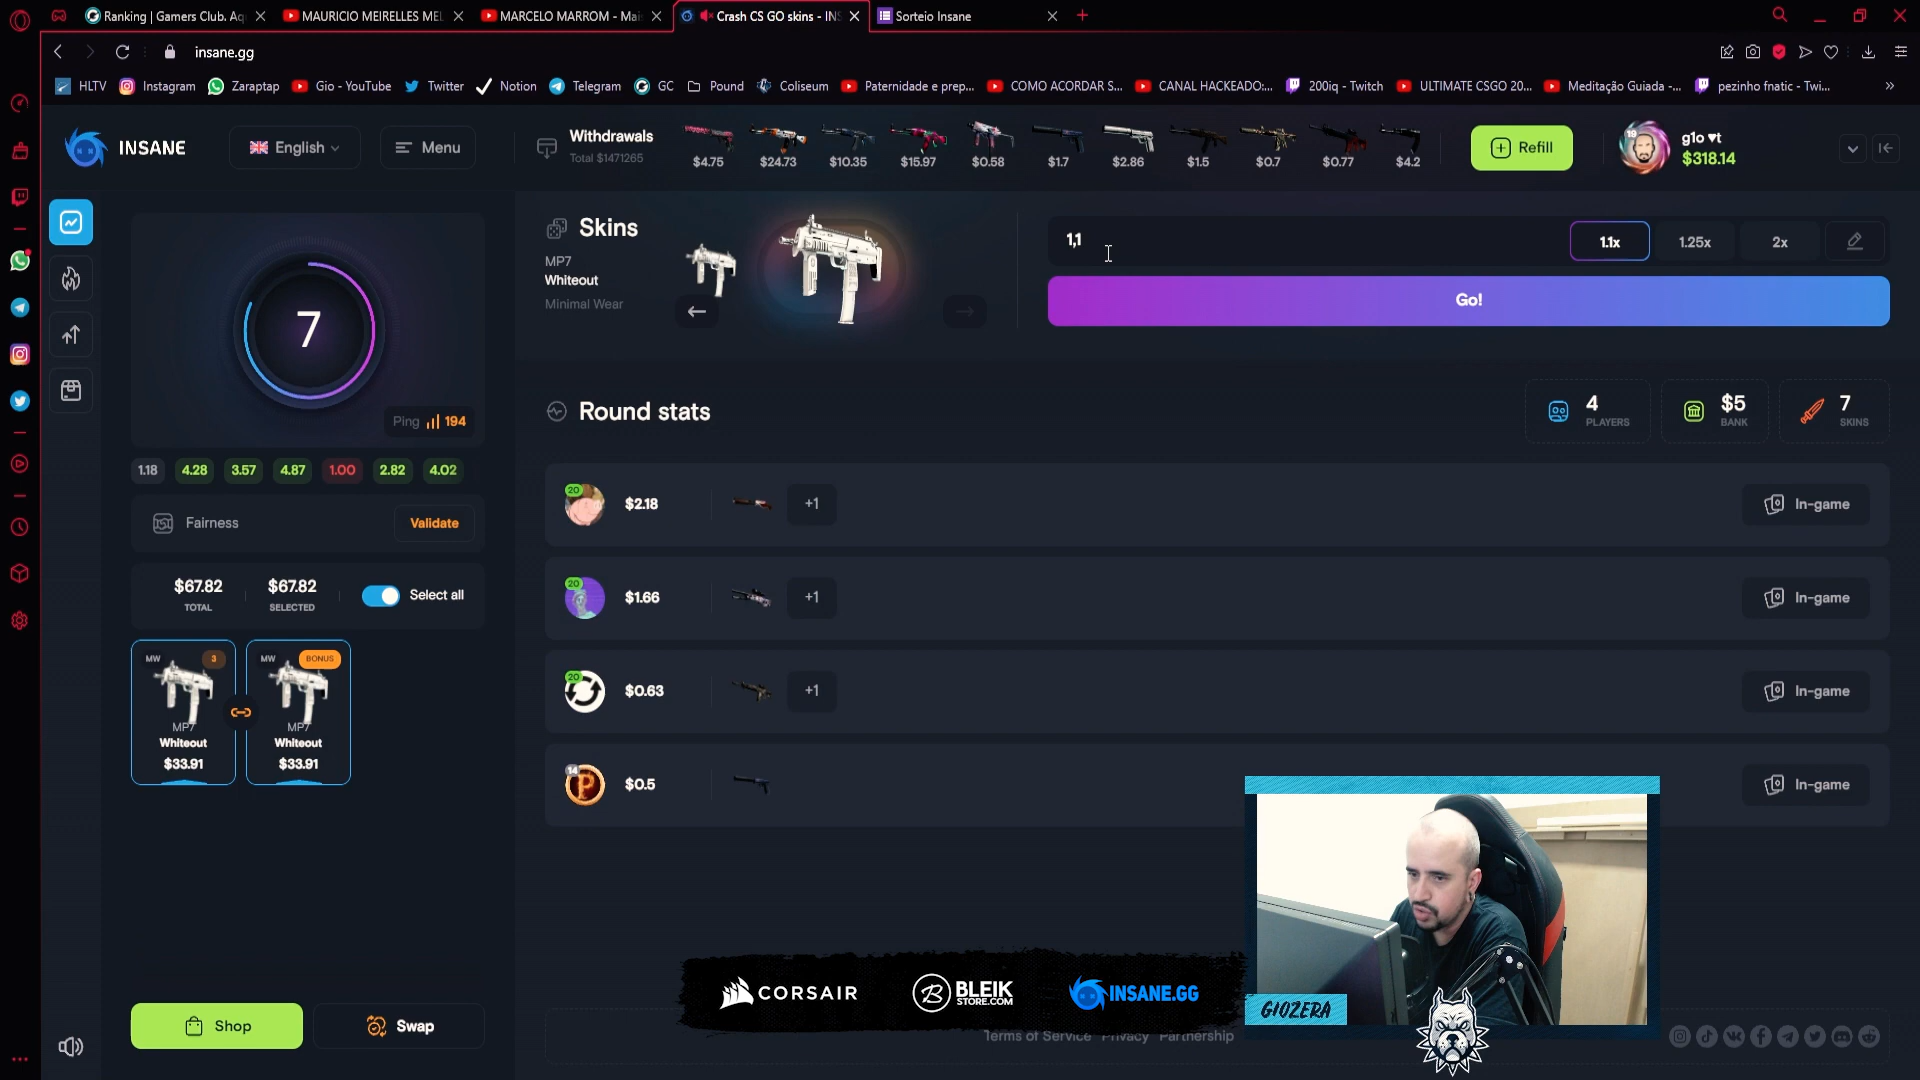 Ranking | Gamers Club. Aq
MAURICIO MEIRELLES MEL
MARCELO MARROM - Mai
Crash CS GO skins - INS
Sorteio Insane
insane.gg
HLTV
Instagram
Zaraptap
Gio - YouTube
Twitter
Notion
Telegram
GC
Pound
Coliseum
Paternidade e prep...
COMO ACORDAR S...
CANAL HACKEADO:...
200iq - Twitch
ULTIMATE CSGO 20...
Meditação Guiada -...
pezinho fnatic - Twi...
INSANE
English
Menu
Withdrawals
Total $1471265
$4.75
$24.73
$10.35
$15.97
$0.58
$1.7
$2.86
$1.5
$0.7
$0.77
$4.2
Refill
19
g1o ♥t
$318.14
7
Ping 194
Skins
MP7
Whiteout
Minimal Wear
1,1
1.1x
1.25x
2x
Go!
1.18
4.28
3.57
4.87
1.00
2.82
4.02
Fairness
Validate
$67.82
TOTAL
$67.82
SELECTED
Select all
MW
3
MP7
Whiteout
$33.91
MW
BONUS
MP7
Whiteout
$33.91
Round stats
4
PLAYERS
$5
BANK
7
SKINS
20
$2.18
+1
In-game
20
$1.66
+1
In-game
20
$0.63
+1
In-game
14
P
$0.5
In-game
Shop
Swap
CORSAIR
B BLEIK
STORE.COM
INSANE.GG
GIOZERA
Terms of Service
Privacy
Partnership